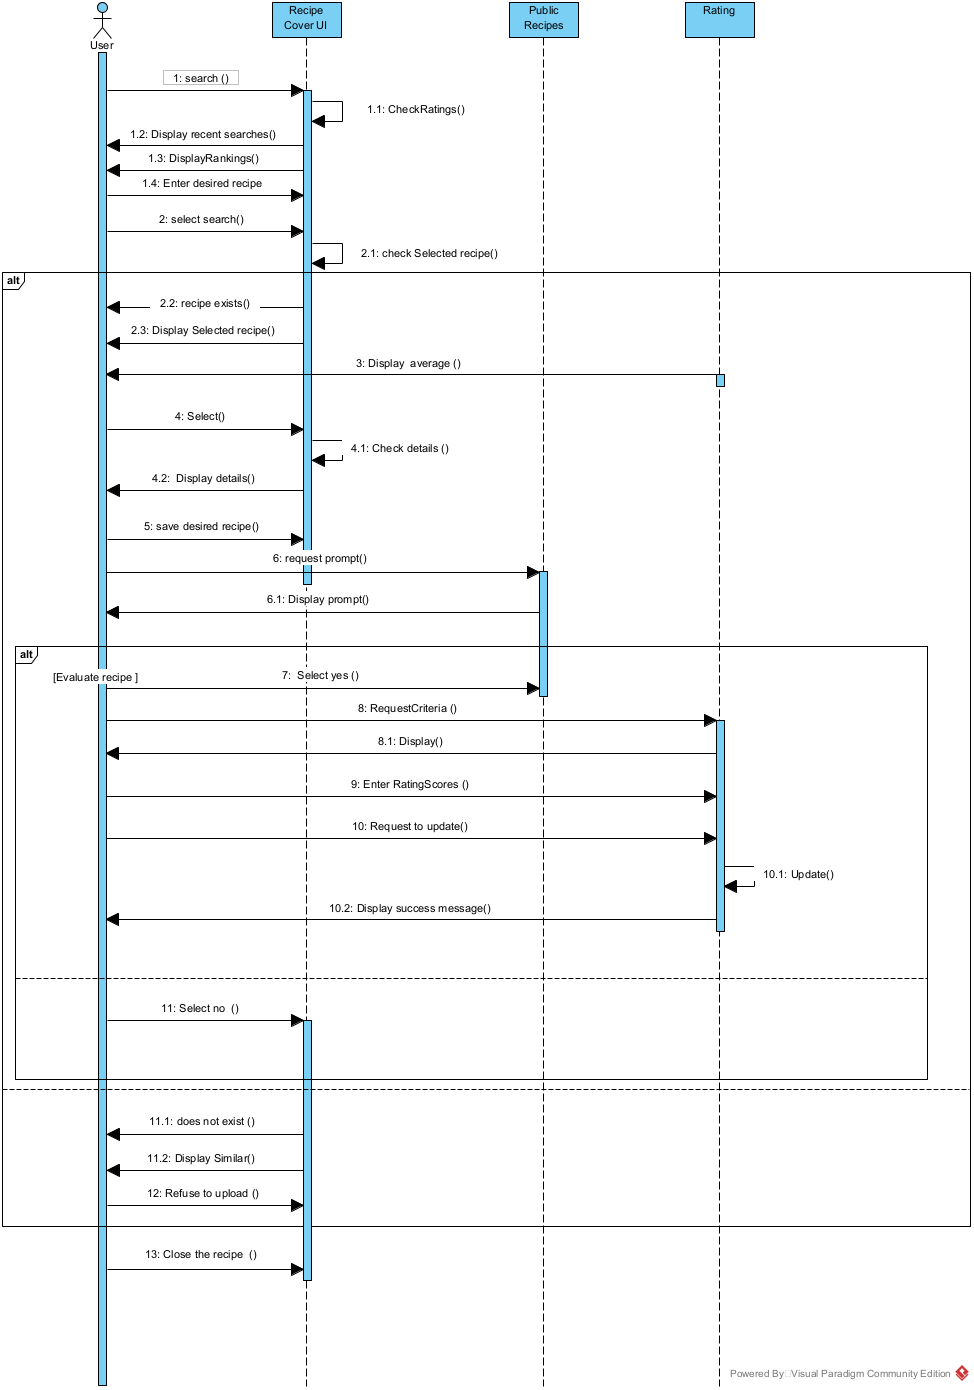 Recipe
Cover UI
Public
Recipes
Rating
User
1: search ()
1.1: CheckRatings()
1.2: Display recent searches()
1.3: DisplayRankings()
1.4: Enter desired recipe
2: select search()
2.1: check Selected recipe()
alt
2.2: recipe exists()
2.3: Display Selected recipe()
3: Display average ()
4: Select()
4.1: Check details ()
4.2: Display details()
5: save desired recipe()
6: request prompt()
6.1: Display prompt()
alt
[Evaluate recipe ]
7: Select yes ()
8: RequestCriteria ()
8.1: Display()
9: Enter RatingScores ()
10: Request to update()
10.1: Update()
10.2: Display success message()
11: Select no ()
11.1: does not exist ()
11.2: Display Similar()
12: Refuse to upload ()
13: Close the recipe ()
Powered By Visual Paradigm Community Edition